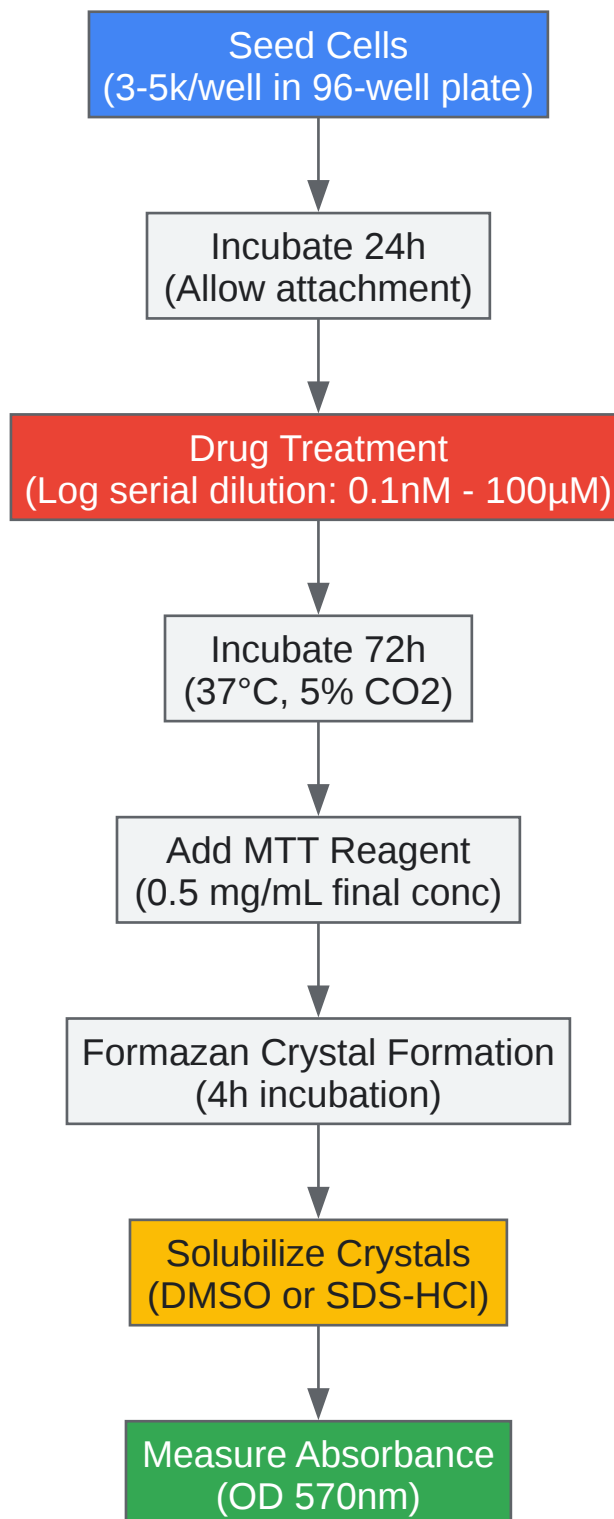 Seed Cells
(3-5k/well in 96-well plate)
Incubate 24h
(Allow attachment)
Drug Treatment
(Log serial dilution: 0.1nM - 100µM)
Incubate 72h
(37°C, 5% CO2)
Add MTT Reagent
(0.5 mg/mL final conc)
Formazan Crystal Formation
(4h incubation)
Solubilize Crystals
(DMSO or SDS-HCl)
Measure Absorbance
(OD 570nm)